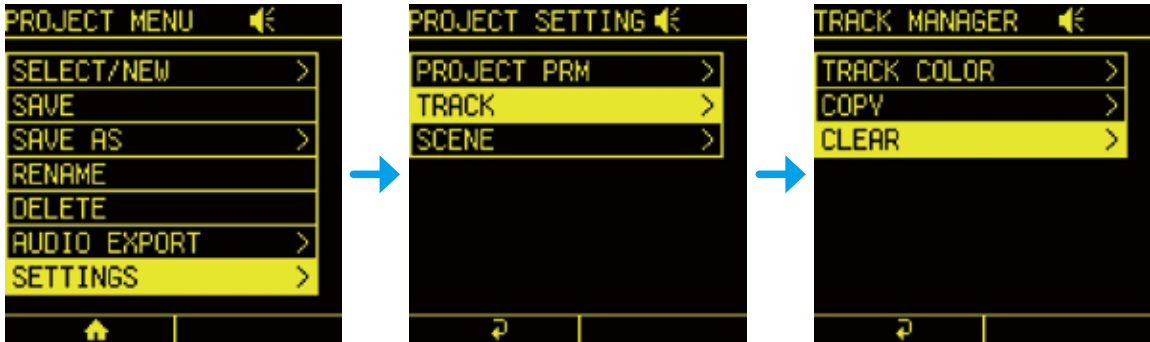 PROJECT MENU
SELECT/NEW >
SAVE
SAVE AS >
RENAME
DELETE
AUDIO EXPORT >
SETTINGS >
PROJECT SETTING
PROJECT PRM >
TRACK >
SCENE >
TRACK MANAGER
TRACK COLOR >
COPY >
CLEAR >